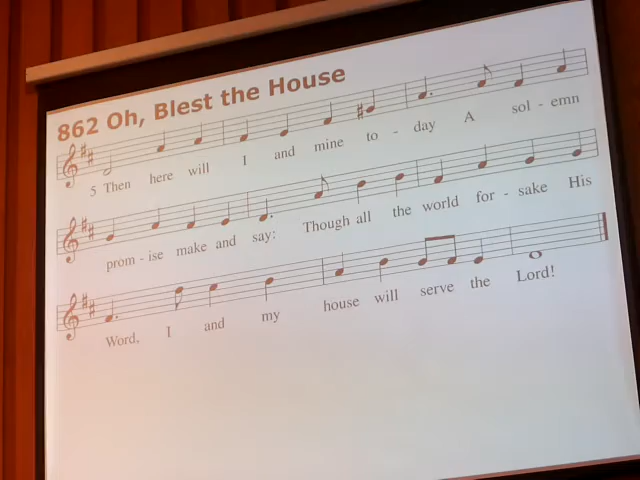 862 Oh, Blest the House
5 Then here will I and mine to - day A sol - emn
prom - ise make and say: Though all the world for - sake His
Word, I and my house will serve the Lord!